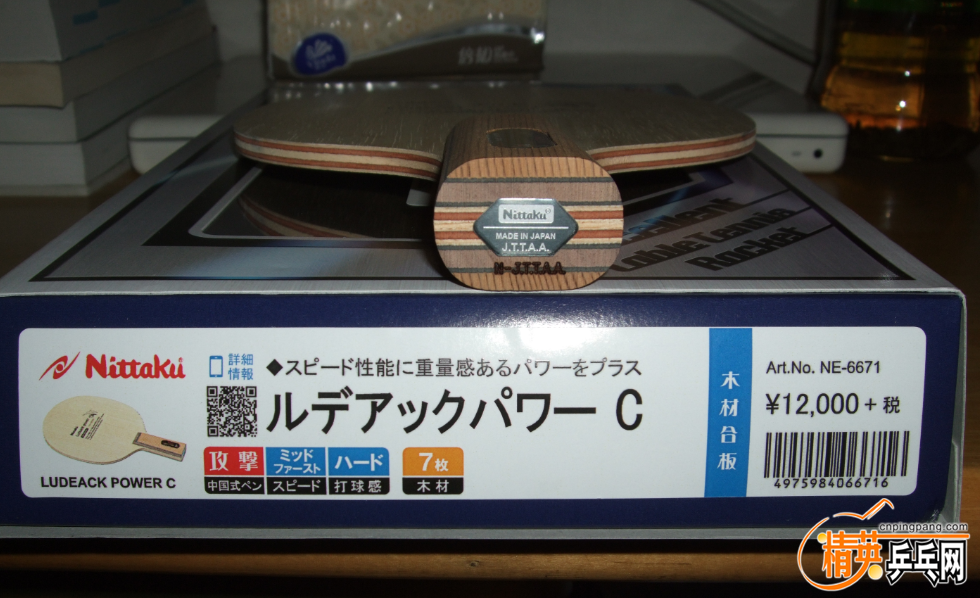 Nittaku
MADE IN JAPAN
J.T.T.A.A.
N-J.T.T.A.A.
Excellent
Table Tennis
Racket
Nittaku
詳細
情報
◆スピード性能に重量感あるパワーをプラス
ルデアックパワー C
LUDEACK POWER C
攻撃
中国式ペン
ミッド
ファースト
スピード
ハード
打球感
7枚
木材
木材合板
Art.No. NE-6671
¥12,000 + 税
4975984066716
cnpingpang.com
精英乒乓网